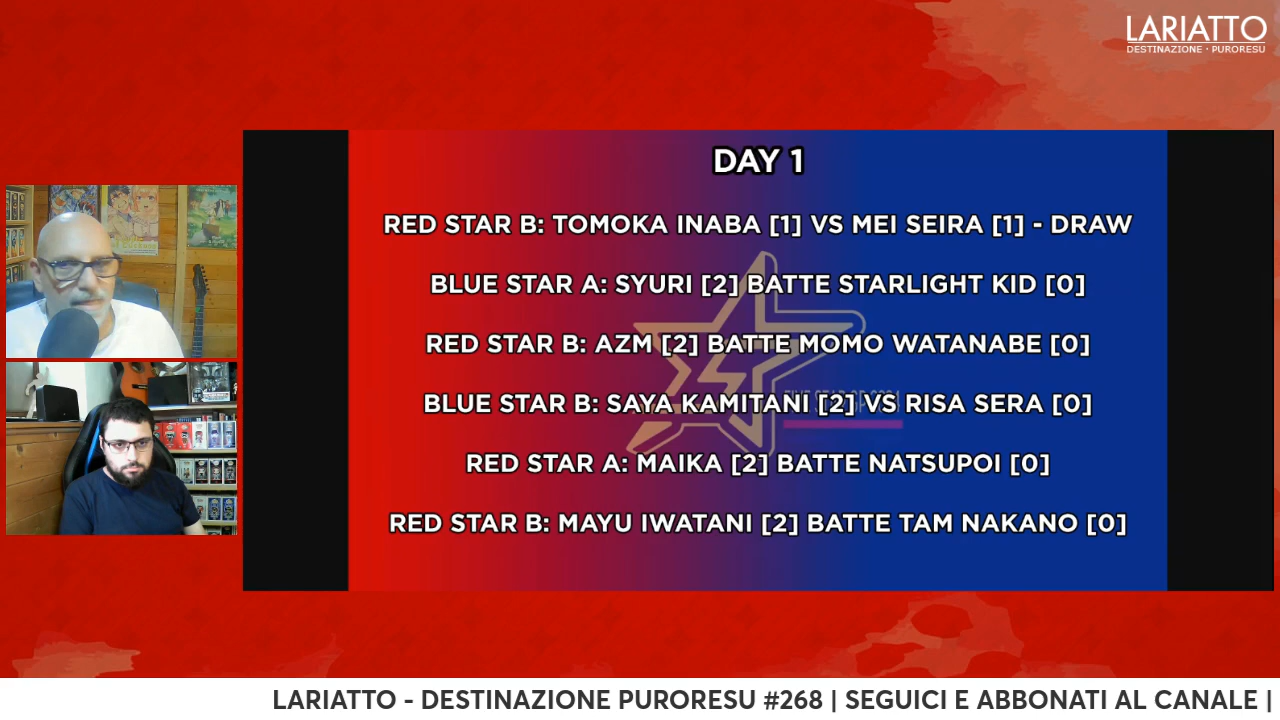 LARIATTO
DESTINAZIONE • PURORESU
DAY 1
RED STAR B: TOMOKA INABA [1] VS MEI SEIRA [1] - DRAW
BLUE STAR A: SYURI [2] BATTE STARLIGHT KID [0]
RED STAR B: AZM [2] BATTE MOMO WATANABE [0]
BLUE STAR B: SAYA KAMITANI [2] VS RISA SERA [0]
RED STAR A: MAIKA [2] BATTE NATSUPOI [0]
RED STAR B: MAYU IWATANI [2] BATTE TAM NAKANO [0]
LARIATTO - DESTINAZIONE PURORESU #268 | SEGUICI E ABBONATI AL CANALE |